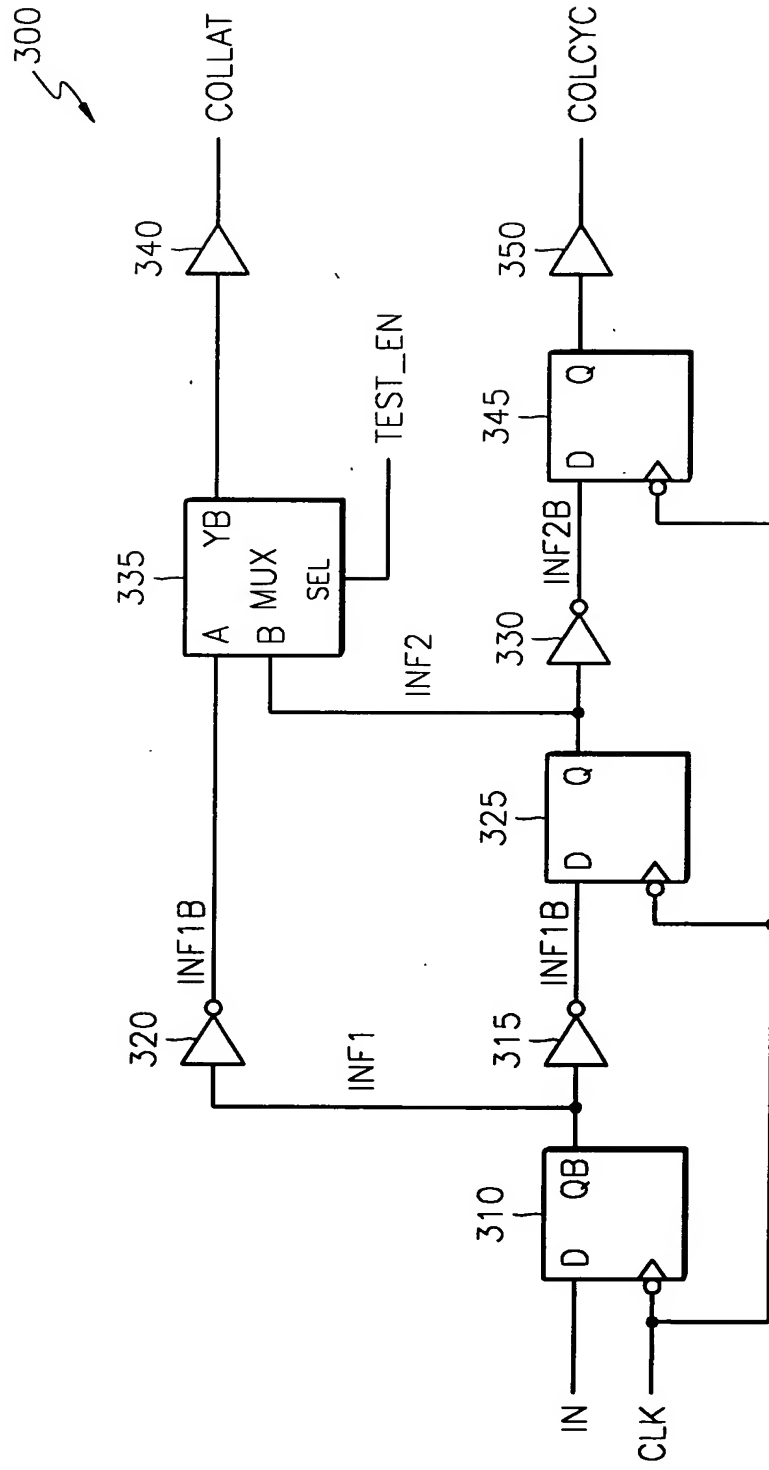 300
COLLAT
340
TEST_EN
335
A
YB
MUX
B
SEL
INF1B
320
INF1
INF2
COLCYC
350
345
D
Q
INF2B
330
325
D
Q
INF1B
315
310
D
QB
IN
CLK